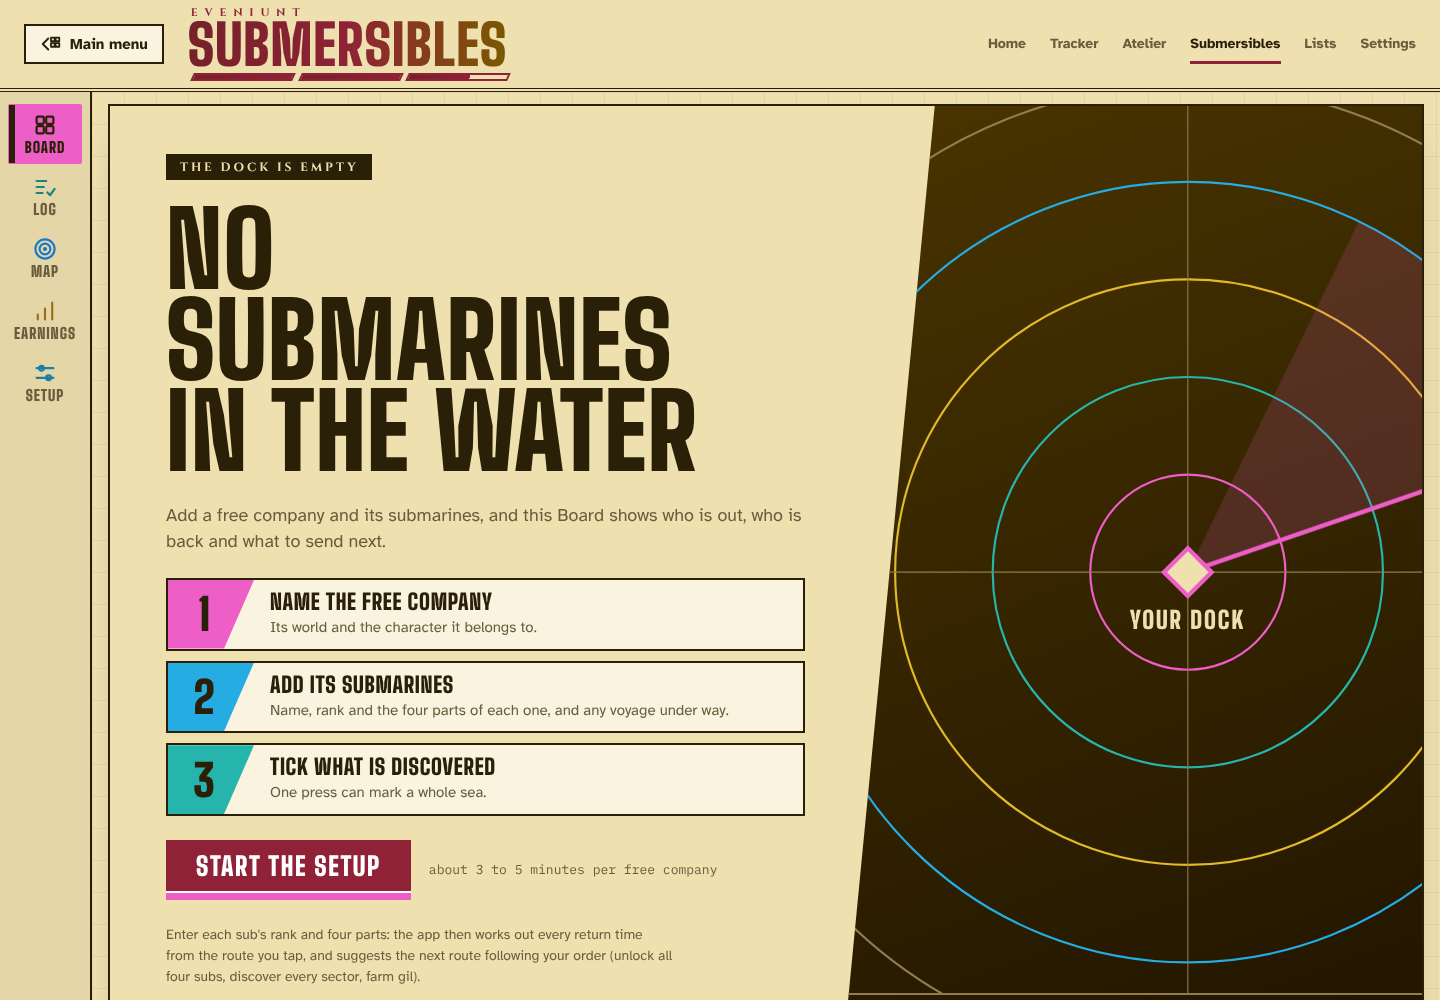 Main menu
EVENIUNT
SUBMERSIBLES
Home
Tracker
Atelier
Submersibles
Lists
Settings
BOARD
LOG
MAP
EARNINGS
SETUP
THE DOCK IS EMPTY
NO
SUBMARINES
IN THE WATER
Add a free company and its submarines, and this Board shows who is out, who is
back and what to send next.
1
NAME THE FREE COMPANY
Its world and the character it belongs to.
2
ADD ITS SUBMARINES
Name, rank and the four parts of each one, and any voyage under way.
3
TICK WHAT IS DISCOVERED
One press can mark a whole sea.
START THE SETUP
about 3 to 5 minutes per free company
Enter each sub's rank and four parts: the app then works out every return time
from the route you tap, and suggests the next route following your order (unlock all
four subs, discover every sector, farm gil).
YOUR DOCK